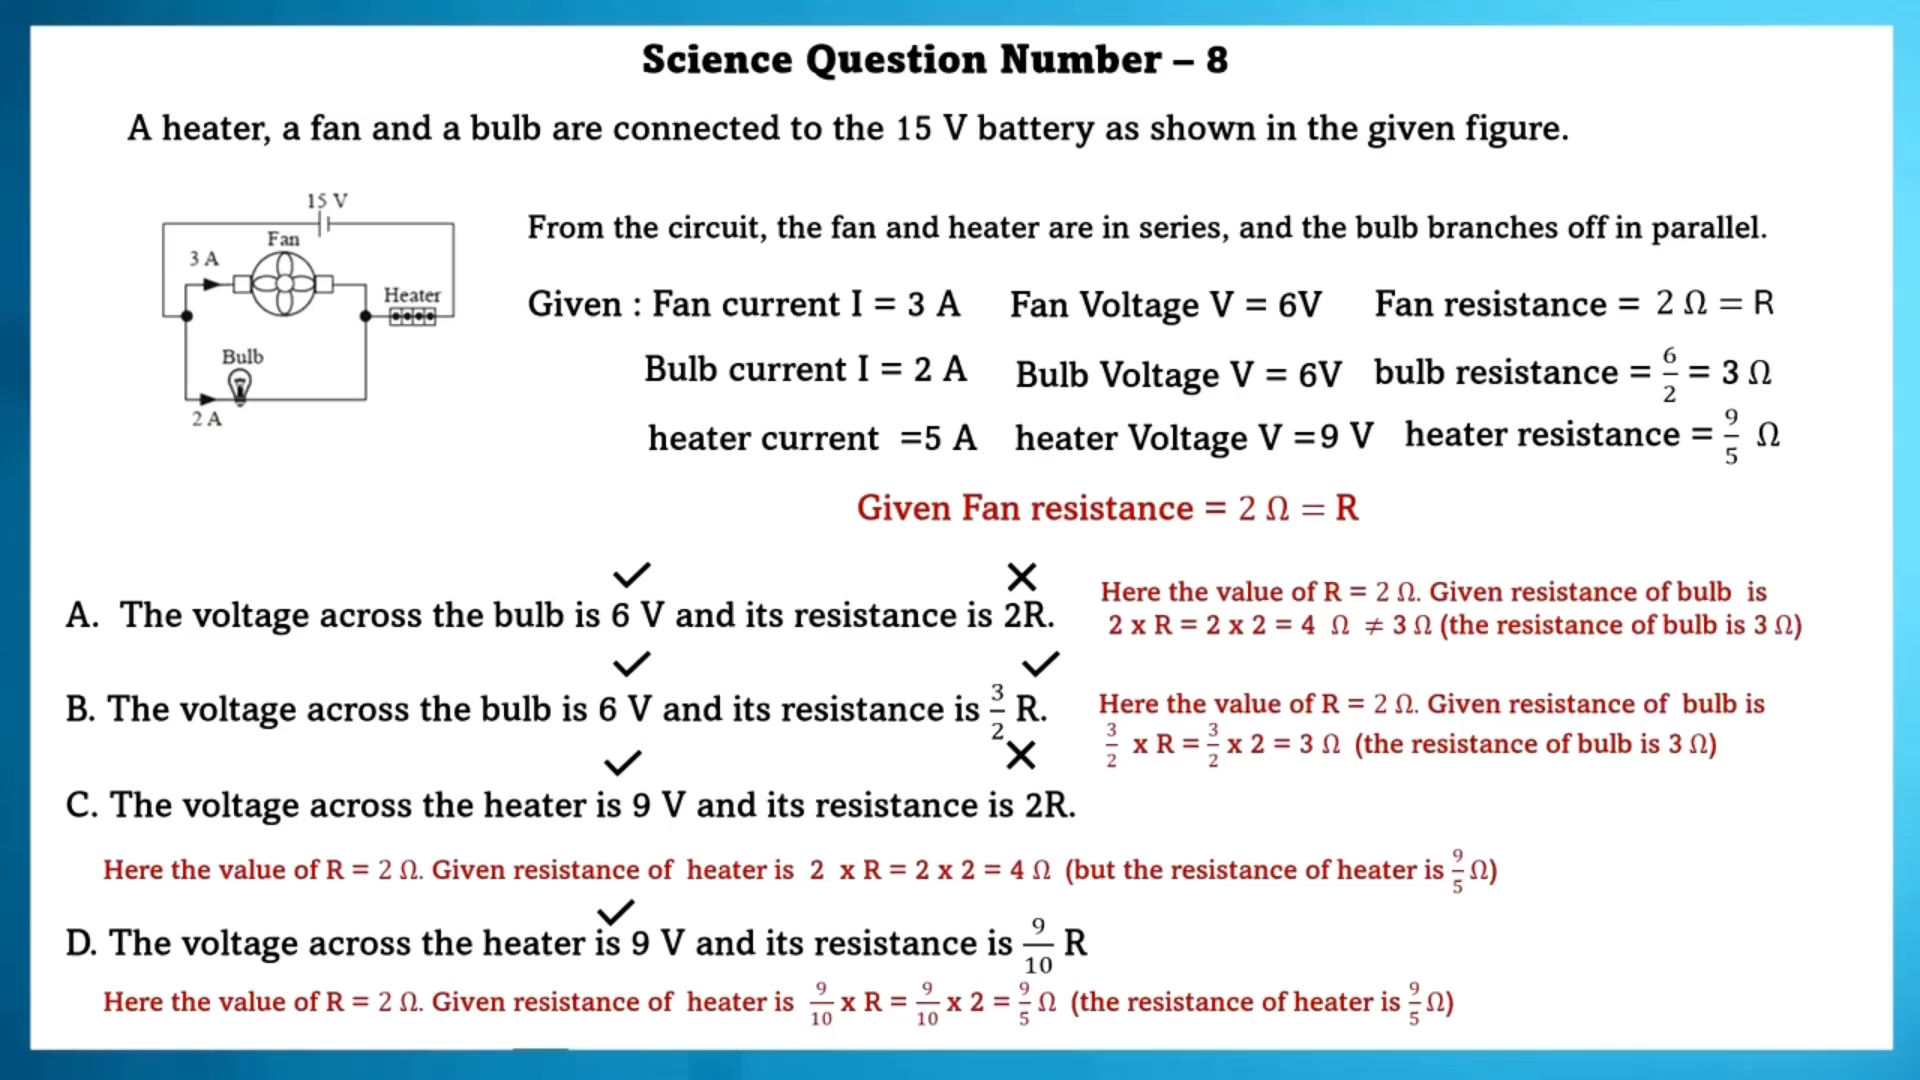 Science Question Number – 8
A heater, a fan and a bulb are connected to the 15 V battery as shown in the given figure.
15 V
Fan
3 A
Heater
Bulb
2 A
From the circuit, the fan and heater are in series, and the bulb branches off in parallel.
Given : Fan current I = 3 A Fan Voltage V = 6V Fan resistance = 2 Ω = R
Bulb current I = 2 A Bulb Voltage V = 6V bulb resistance = 6/2 = 3 Ω
heater current =5 A heater Voltage V =9 V heater resistance = 9/5 Ω
Given Fan resistance = 2 Ω = R
✓ ✕
A. The voltage across the bulb is 6 V and its resistance is 2R.
Here the value of R = 2 Ω. Given resistance of bulb is
2 x R = 2 x 2 = 4 Ω ≠ 3 Ω (the resistance of bulb is 3 Ω)
✓ ✓
B. The voltage across the bulb is 6 V and its resistance is 3/2 R.
Here the value of R = 2 Ω. Given resistance of bulb is
3/2 x R = 3/2 x 2 = 3 Ω (the resistance of bulb is 3 Ω)
✓ ✕
C. The voltage across the heater is 9 V and its resistance is 2R.
Here the value of R = 2 Ω. Given resistance of heater is 2 x R = 2 x 2 = 4 Ω (but the resistance of heater is 9/5 Ω)
✓
D. The voltage across the heater is 9 V and its resistance is 9/10 R
Here the value of R = 2 Ω. Given resistance of heater is 9/10 x R = 9/10 x 2 = 9/5 Ω (the resistance of heater is 9/5 Ω)